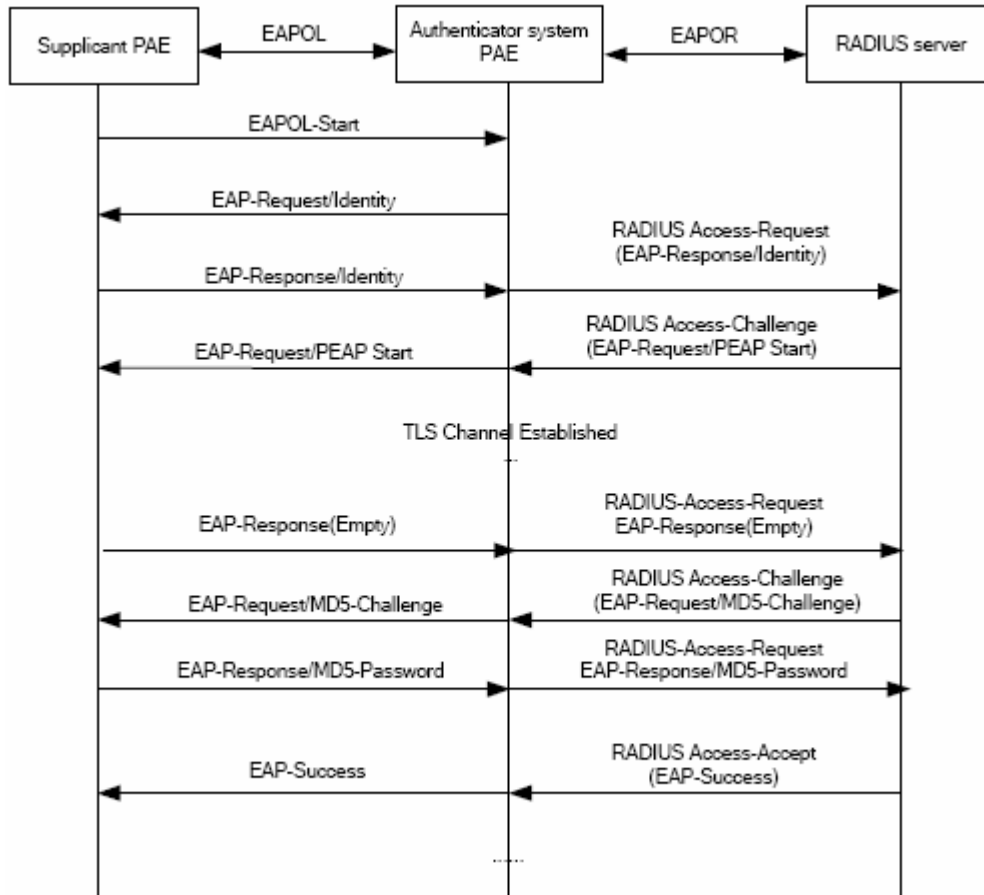 Supplicant PAE
EAPOL
Authenticator system
PAE
EAPOR
RADIUS server
EAPOL-Start
EAP-Request/Identity
RADIUS Access-Request
(EAP-Response/Identity)
EAP-Response/Identity
RADIUS Access-Challenge
(EAP-Request/PEAP Start)
EAP-Request/PEAP Start
TLS Channel Established
RADIUS-Access-Request
EAP-Response(Empty)
EAP-Response(Empty)
RADIUS Access-Challenge
(EAP-Request/MD5-Challenge)
EAP-Request/MD5-Challenge
RADIUS-Access-Request
EAP-Response/MD5-Password
EAP-Response/MD5-Password
RADIUS Access-Accept
(EAP-Success)
EAP-Success